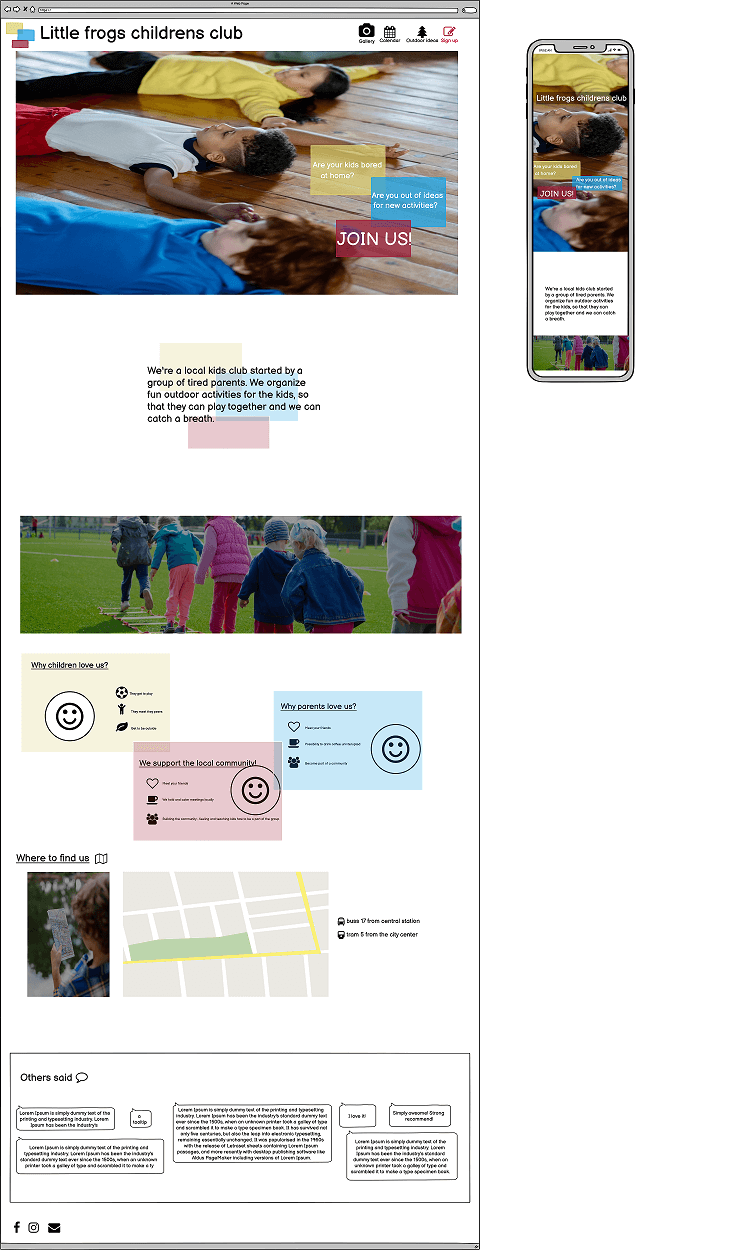 A Web Page
https://
Little frogs childrens club
Gallery
Calendar
Outdoor ideas
Sign up
Are your kids bored
at home?
Are you out of ideas
for new activities?
JOIN US!
We're a local kids club started by a
group of tired parents. We organize
fun outdoor activities for the kids, so
that they can play together and we can
catch a breath.
Why children love us?
They get to play
They meet they peers
Get to be outside
Why parents love us?
Meet your friends
Possibility to drink coffee uninterupted
Become part of a community
We support the local community!
Meet your friends
We hold and cater meetings locally
Building the community - Seeing and teaching kids how to be a part of the group
Where to find us
buss 17 from central station
tram 5 from the city center
Others said
Lorem Ipsum is simply dummy text of the
printing and typesetting industry. Lorem
Ipsum has been the industry's
a
tooltip
Lorem Ipsum is simply dummy text of the printing and typesetting
industry. Lorem Ipsum has been the industry's standard dummy text
ever since the 1500s, when an unknown printer took a galley of type
and scrambled it to make a type specimen book. It has survived not
only five centuries, but also the leap into electronic typesetting,
remaining essentially unchanged. It was popularised in the 1960s
with the release of Letraset sheets containing Lorem Ipsum
passages, and more recently with desktop publishing software like
Aldus PageMaker including versions of Lorem Ipsum.
I love it!
Simply awsome! Strong
recommend!
Lorem Ipsum is simply dummy text of the printing and
typesetting industry. Lorem Ipsum has been the industry's
standard dummy text ever since the 1500s, when an unknown
printer took a galley of type and scrambled it to make a ty
Lorem Ipsum is simply dummy text of
the printing and typesetting industry.
Lorem Ipsum has been the industry's
standard dummy text ever since the
1500s, when an unknown printer took a
galley of type and scrambled it to
make a type specimen book.
Little frogs childrens club
Are your kids bored
at home?
Are you out of ideas
for new activities?
JOIN US!
We're a local kids club started
by a group of tired parents. We
organize fun outdoor activities
for the kids, so that they can
play together and we can
catch a breath.